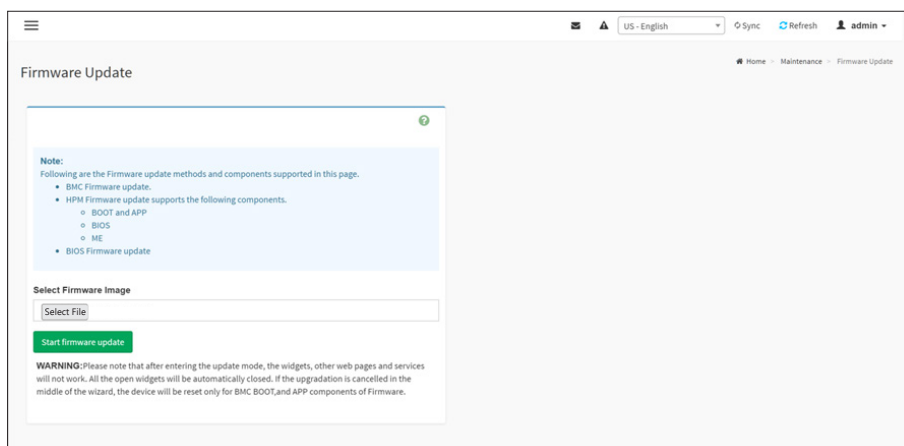 US - English
Sync
Refresh
admin
Firmware Update
Home > Maintenance > Firmware Update
Note:
Following are the Firmware update methods and components supported in this page.
BMC Firmware update.
HPM Firmware update supports the following components.
BOOT and APP
BIOS
ME
BIOS Firmware update
Select Firmware Image
Select File
Start firmware update
WARNING:Please note that after entering the update mode, the widgets, other web pages and services
will not work. All the open widgets will be automatically closed. If the upgradation is cancelled in the
middle of the wizard, the device will be reset only for BMC BOOT,and APP components of Firmware.